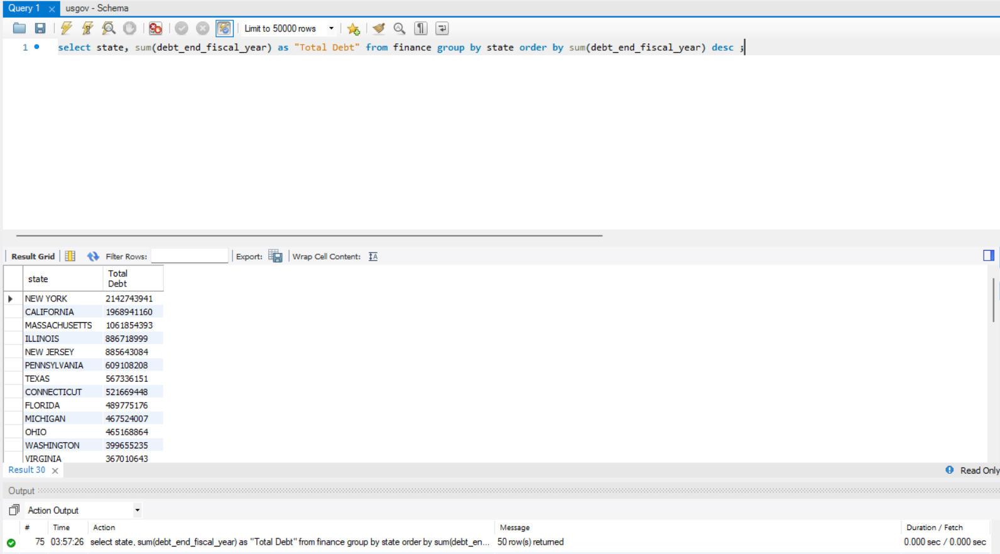 Query 1 usgov - Schema
Limit to 50000 rows
1 select state, sum(debt_end_fiscal_year) as "Total Debt" from finance group by state order by sum(debt_end_fiscal_year) desc ;
Result Grid Filter Rows: Export: Wrap Cell Content:
state Total Debt
NEW YORK 2142743941
CALIFORNIA 1968941160
MASSACHUSETTS 1061854393
ILLINOIS 886718999
NEW JERSEY 885643084
PENNSYLVANIA 609108208
TEXAS 567336151
CONNECTICUT 521669448
FLORIDA 489775176
MICHIGAN 467524007
OHIO 465168864
WASHINGTON 399655235
VIRGINIA 367010643
Result 30 Read Only
Output
Action Output
# Time Action Message Duration / Fetch
75 03:57:26 select state, sum(debt_end_fiscal_year) as "Total Debt" from finance group by state order by sum(debt_en... 50 row(s) returned 0.000 sec / 0.000 sec